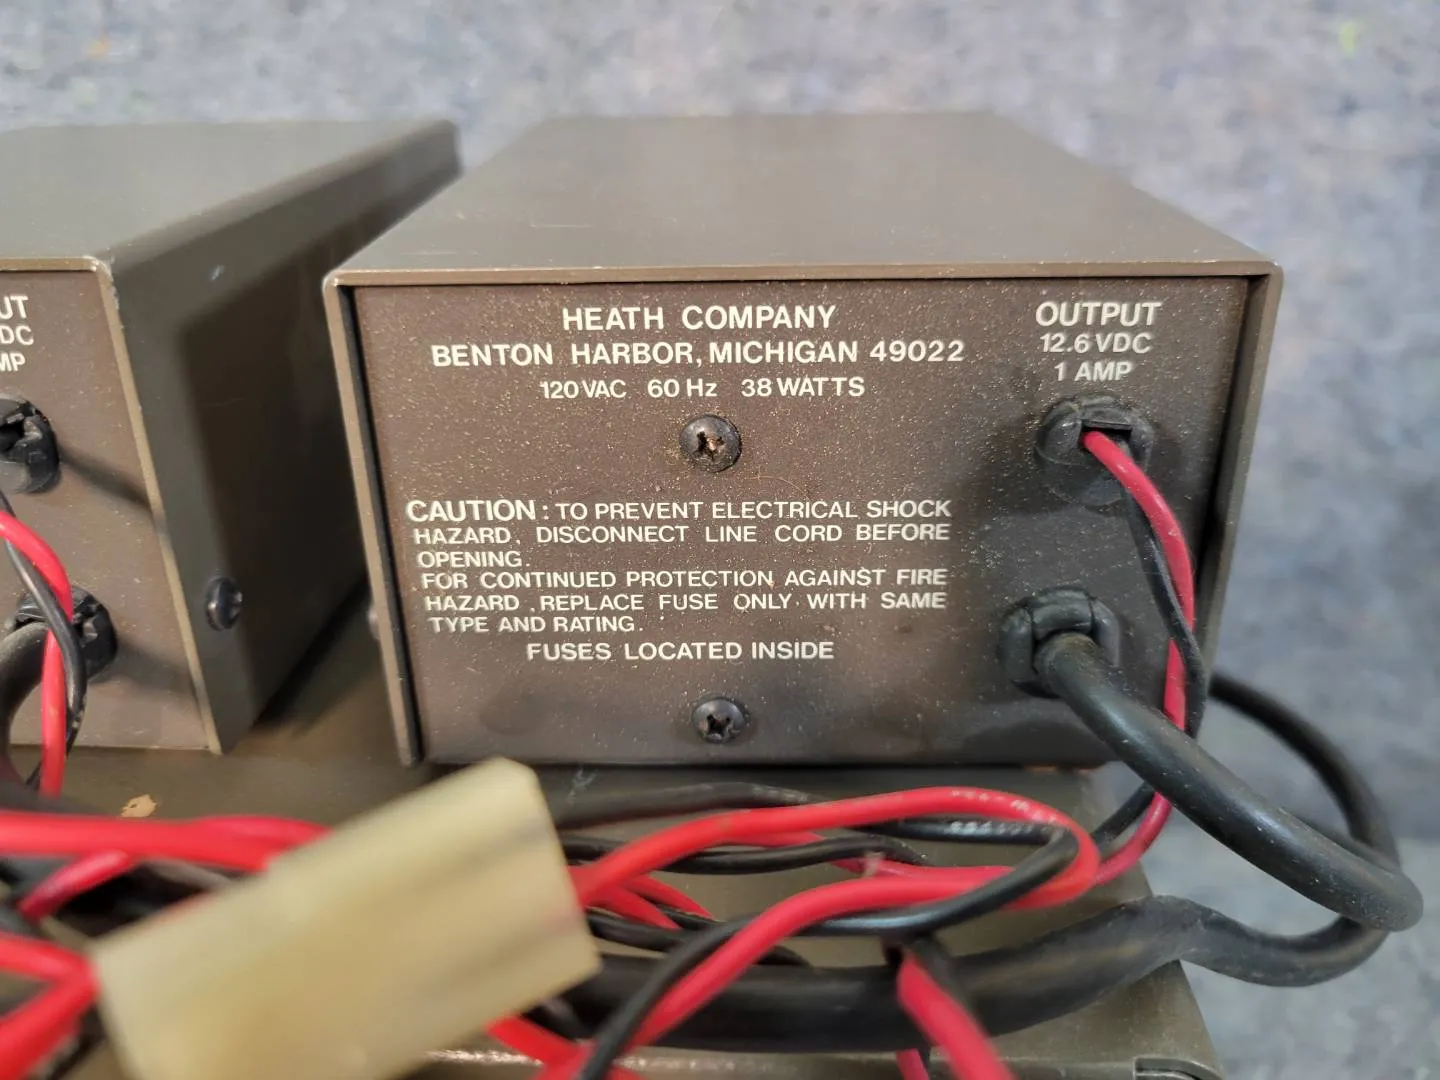 HEATH COMPANY
BENTON HARBOR, MICHIGAN 49022
120 VAC 60 Hz 38 WATTS
OUTPUT
12.6 VDC
1 AMP
CAUTION: TO PREVENT ELECTRICAL SHOCK
HAZARD, DISCONNECT LINE CORD BEFORE
OPENING.
FOR CONTINUED PROTECTION AGAINST FIRE
HAZARD, REPLACE FUSE ONLY WITH SAME
TYPE AND RATING.
FUSES LOCATED INSIDE